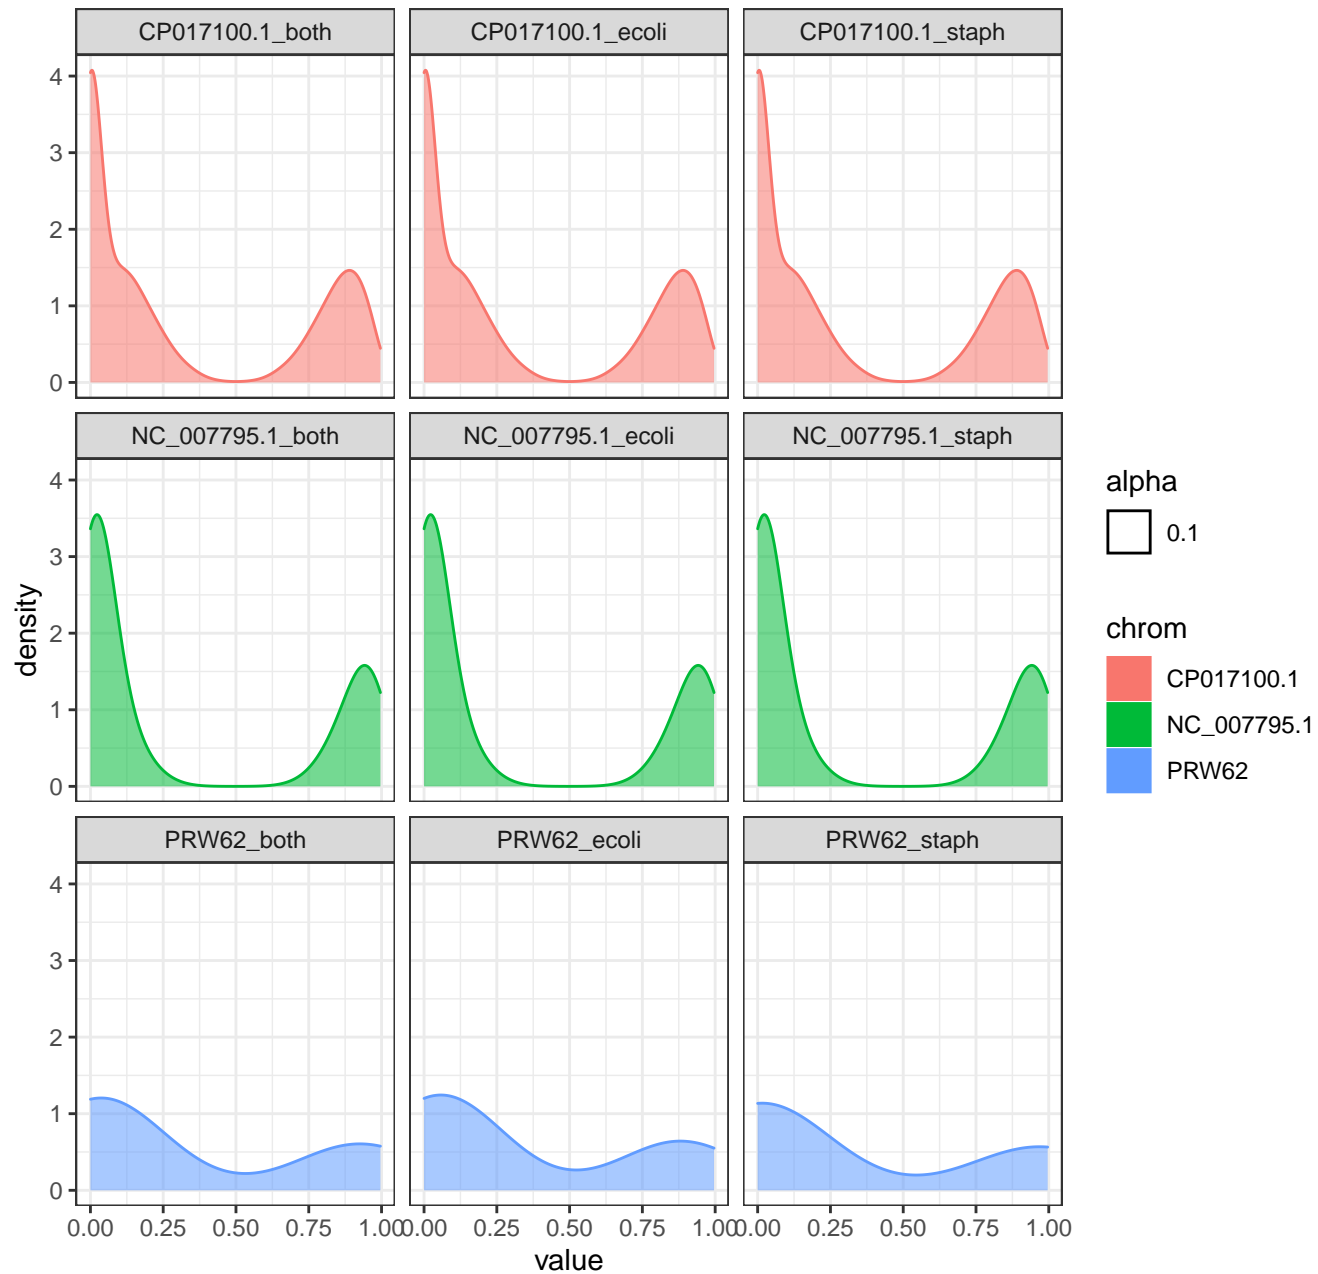 CP017100.1_both CP017100.1_ecoli CP017100.1_staph
4
3
2
1
0
NC_007795.1_both NC_007795.1_ecoli NC_007795.1_staph
4
3
2
1
0
PRW62_both PRW62_ecoli PRW62_staph
4
3
2
1
0
0.00 0.25 0.50 0.75 1.00 0.00 0.25 0.50 0.75 1.00 0.00 0.25 0.50 0.75 1.00
value
density
alpha
0.1
chrom
CP017100.1
NC_007795.1
PRW62